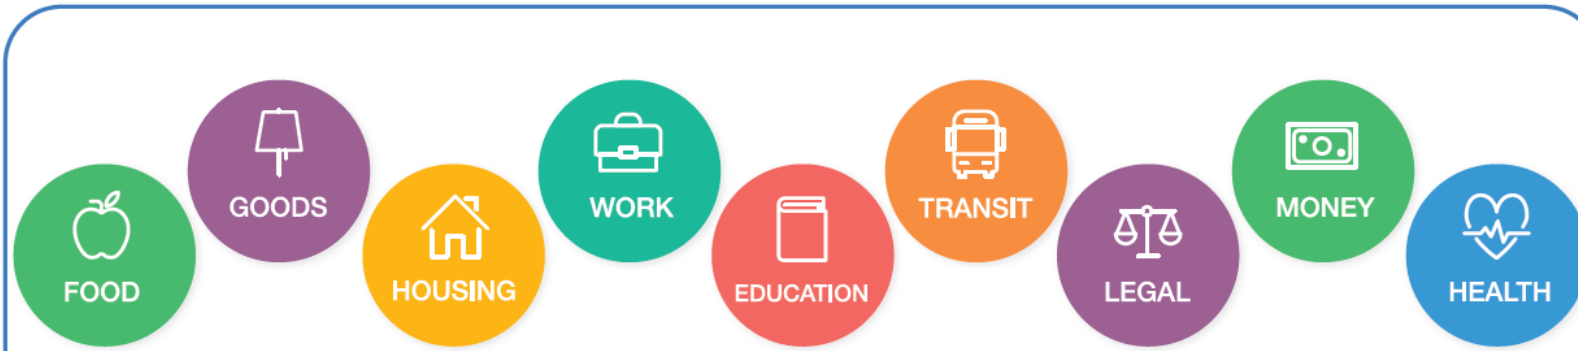 FOOD
GOODS
HOUSING
WORK
EDUCATION
TRANSIT
LEGAL
MONEY
HEALTH